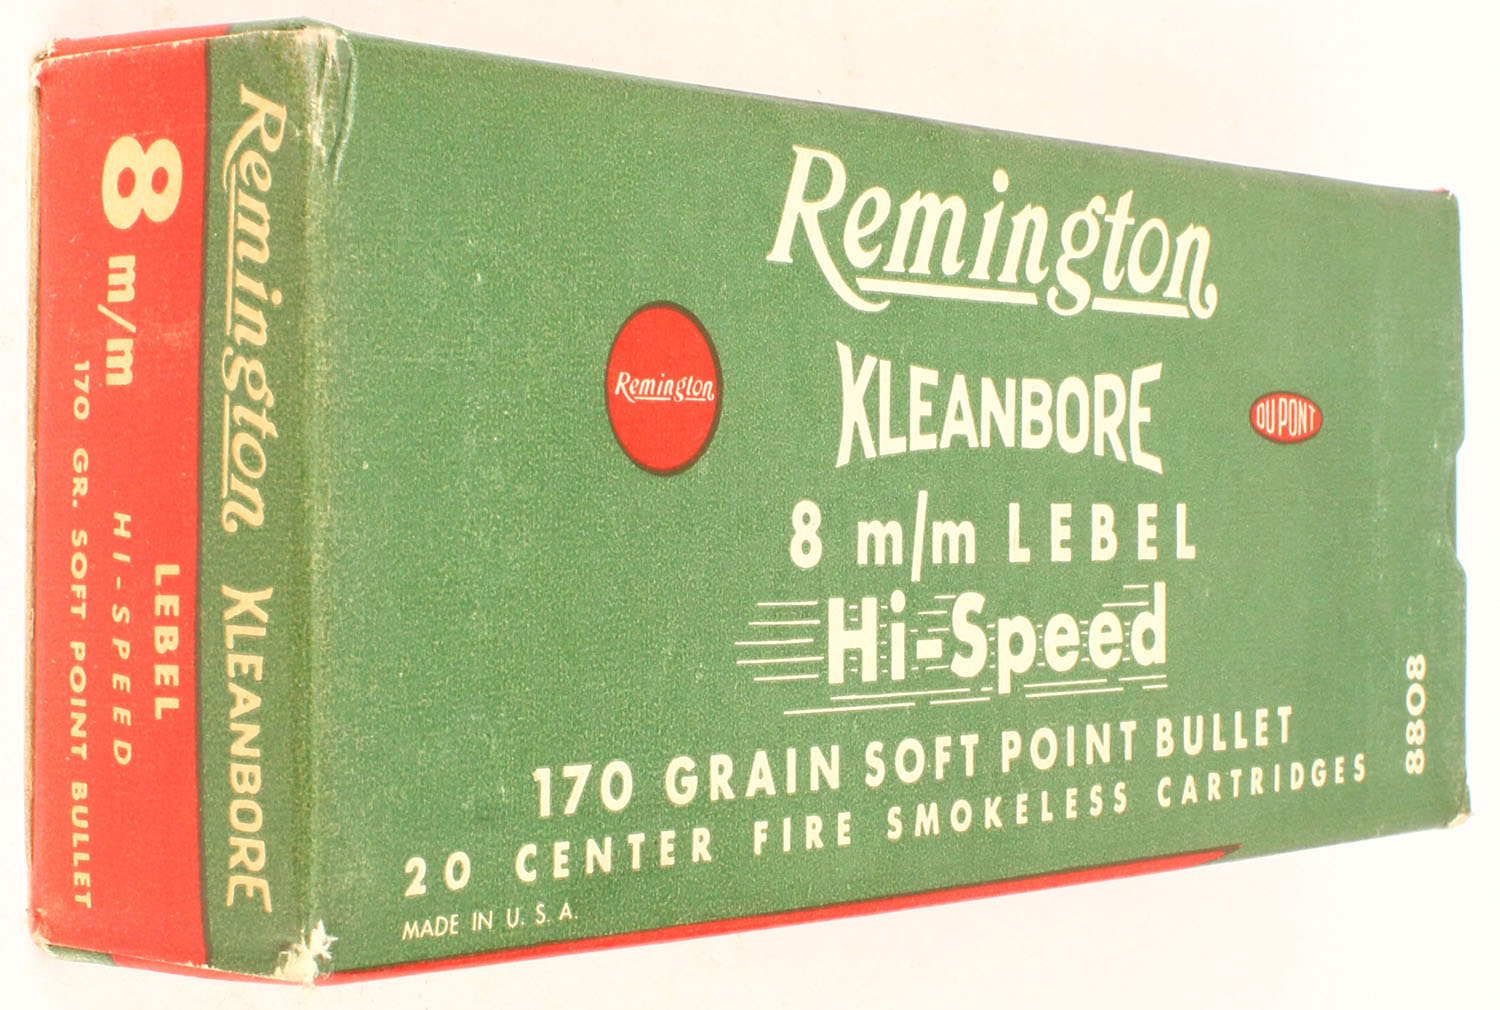 Remington
KLEANBORE
8 m/m LEBEL
Hi-Speed
170 GRAIN SOFT POINT BULLET
20 CENTER FIRE SMOKELESS CARTRIDGES
MADE IN U. S. A.
Remington
DU PONT
8808
Remington KLEANBORE
8 m/m LEBEL
HI-SPEED
170 GR. SOFT POINT BULLET